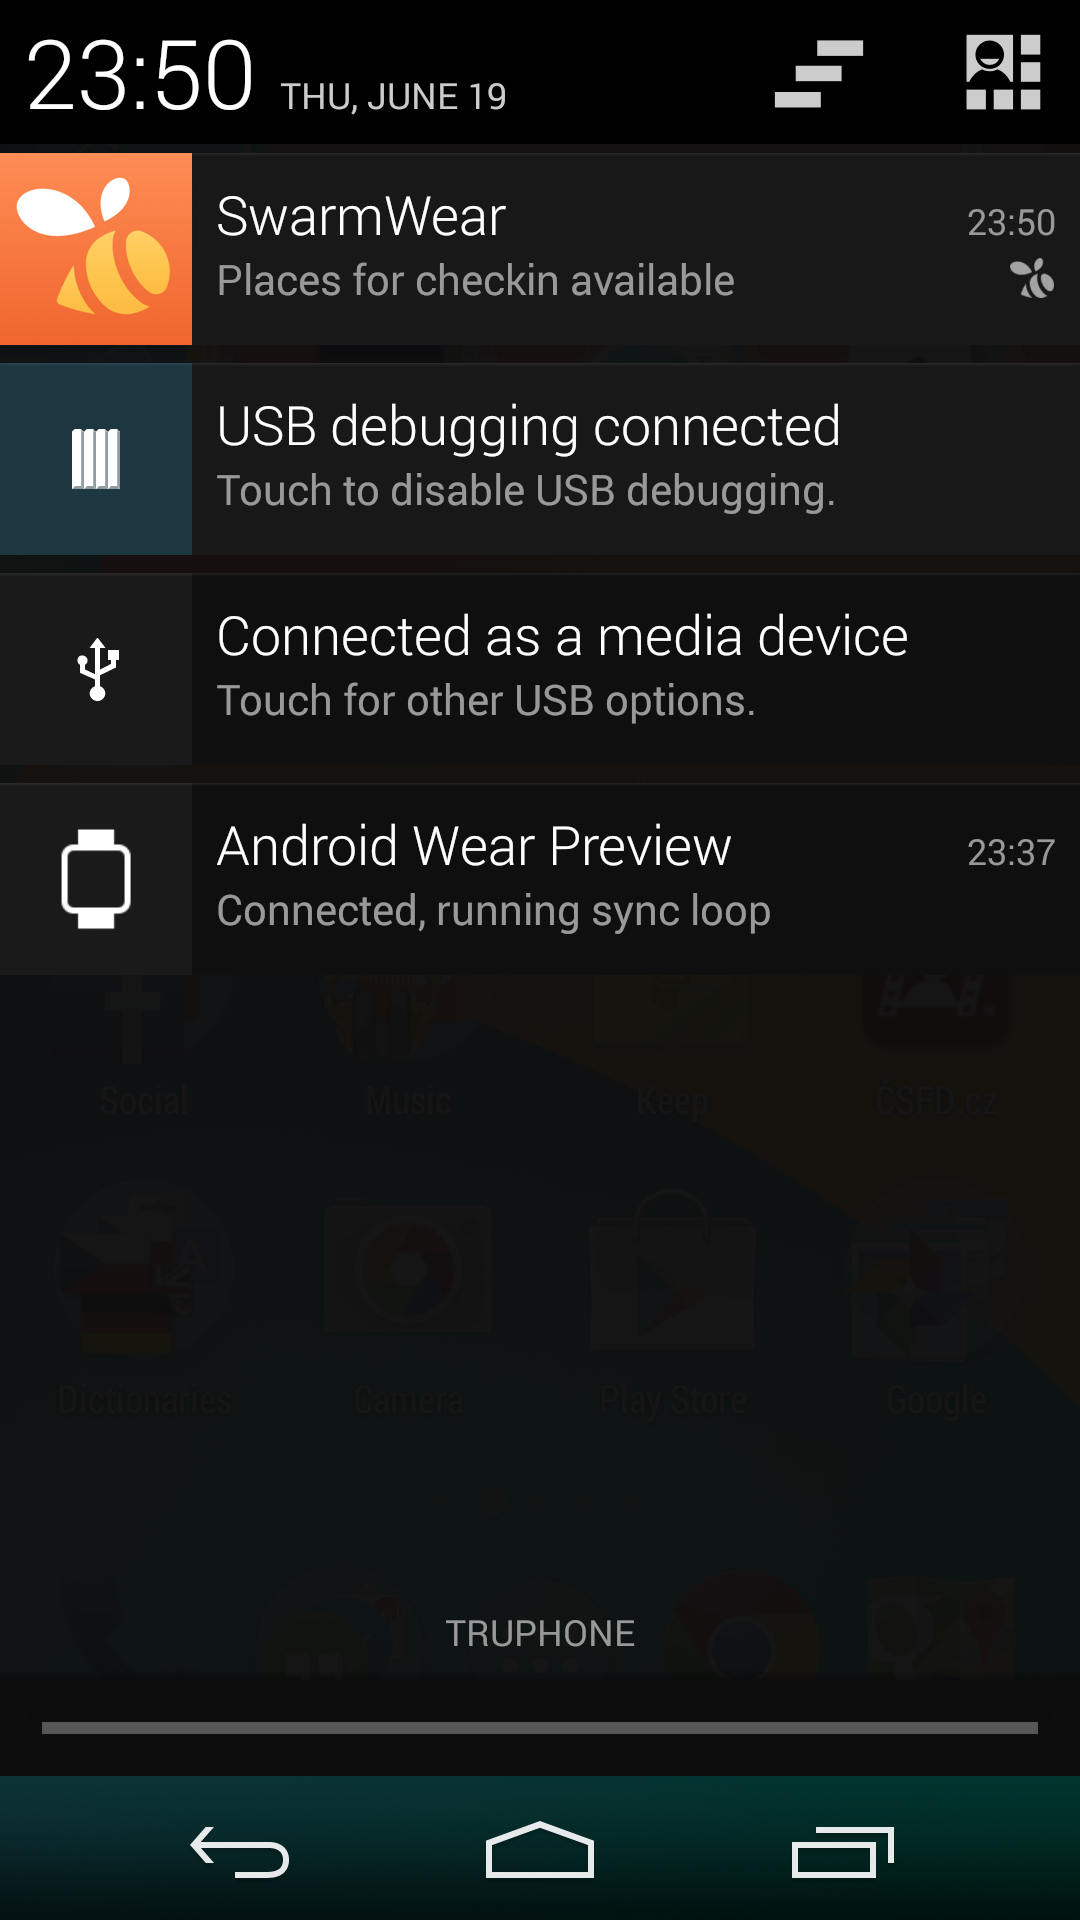 23:50 THU, JUNE 19
SwarmWear 23:50
Places for checkin available
USB debugging connected
Touch to disable USB debugging.
Connected as a media device
Touch for other USB options.
Android Wear Preview 23:37
Connected, running sync loop
Social Music Keep ČSFD.cz
Dictionaries Camera Play Store Google
TRUPHONE